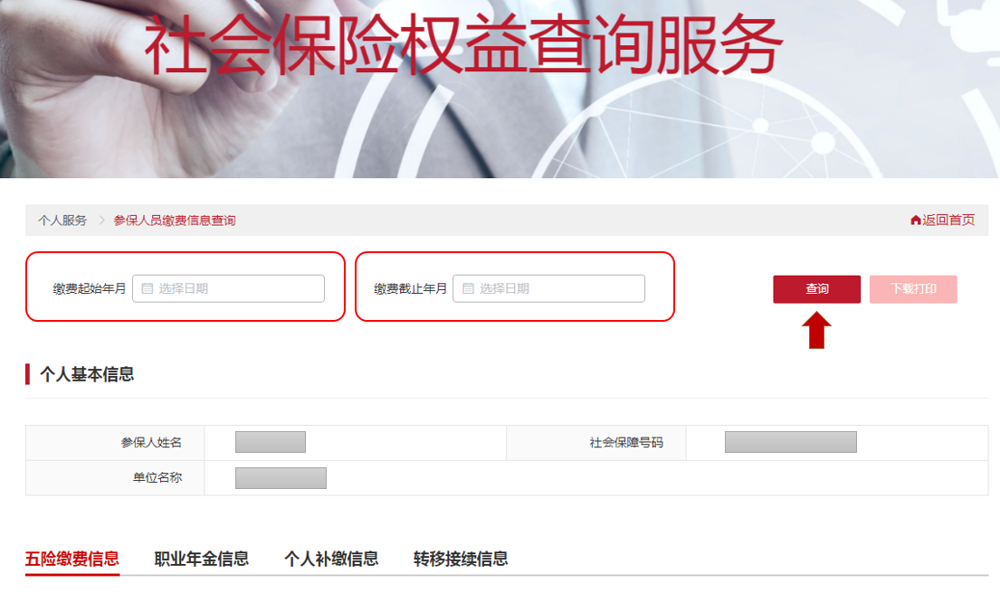 社会保险权益查询服务
个人服务 > 参保人员缴费信息查询 返回首页
缴费起始年月 选择日期 缴费截止年月 选择日期 查询 下载打印
个人基本信息
参保人姓名 社会保障号码
单位名称
五险缴费信息 职业年金信息 个人补缴信息 转移接续信息